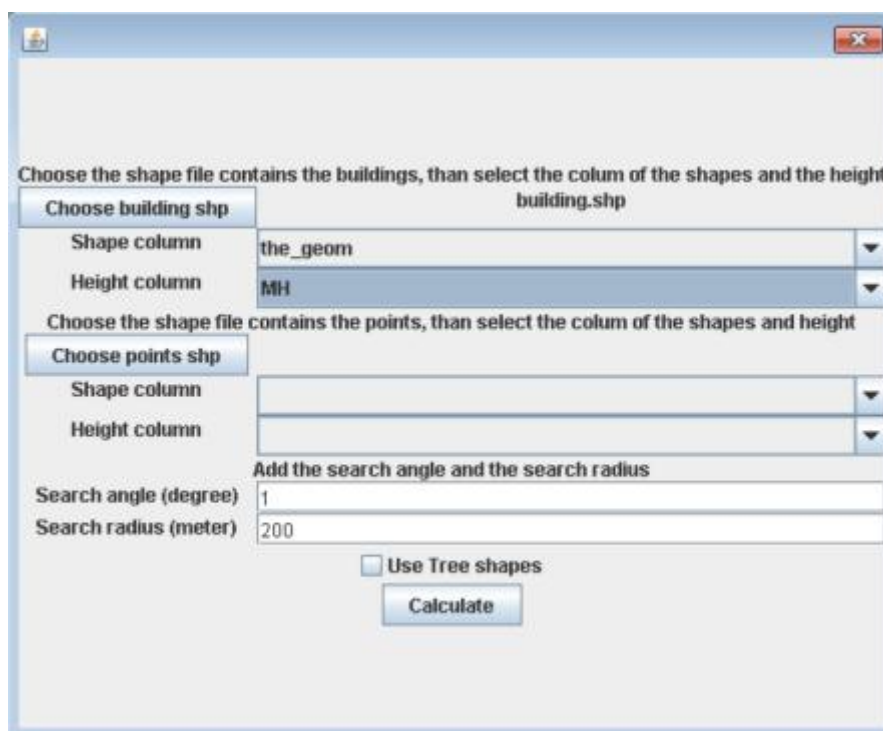 Choose the shape file contains the buildings, than select the colum of the shapes and the height
Choose building shp
building.shp
Shape column
the_geom
Height column
MH
Choose the shape file contains the points, than select the colum of the shapes and height
Choose points shp
Shape column
Height column
Add the search angle and the search radius
Search angle (degree)
1
Search radius (meter)
200
Use Tree shapes
Calculate